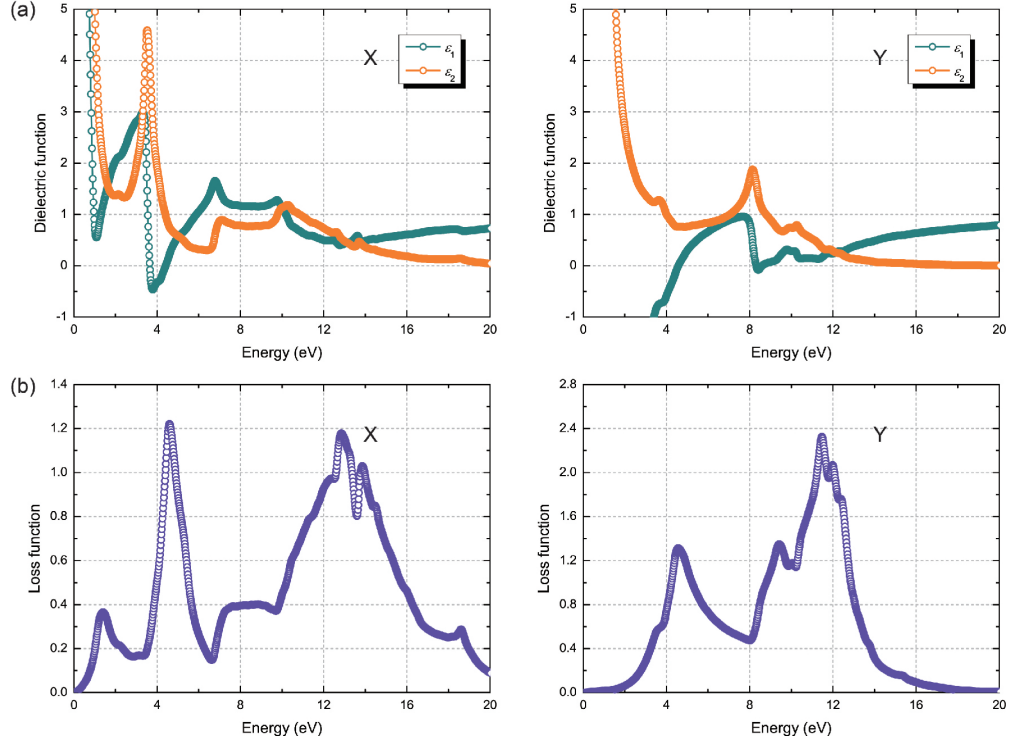 (a)
5
4
3
2
1
0
-1
Dielectric function
X
ε1
ε2
0 4 8 12 16 20
Energy (eV)
5
4
3
2
1
0
-1
Dielectric function
Y
ε1
ε2
0 4 8 12 16 20
Energy (eV)
(b)
1.4
1.2
1.0
0.8
0.6
0.4
0.2
0.0
Loss function
X
0 4 8 12 16 20
Energy (eV)
2.8
2.4
2.0
1.6
1.2
0.8
0.4
0.0
Loss function
Y
0 4 8 12 16 20
Energy (eV)